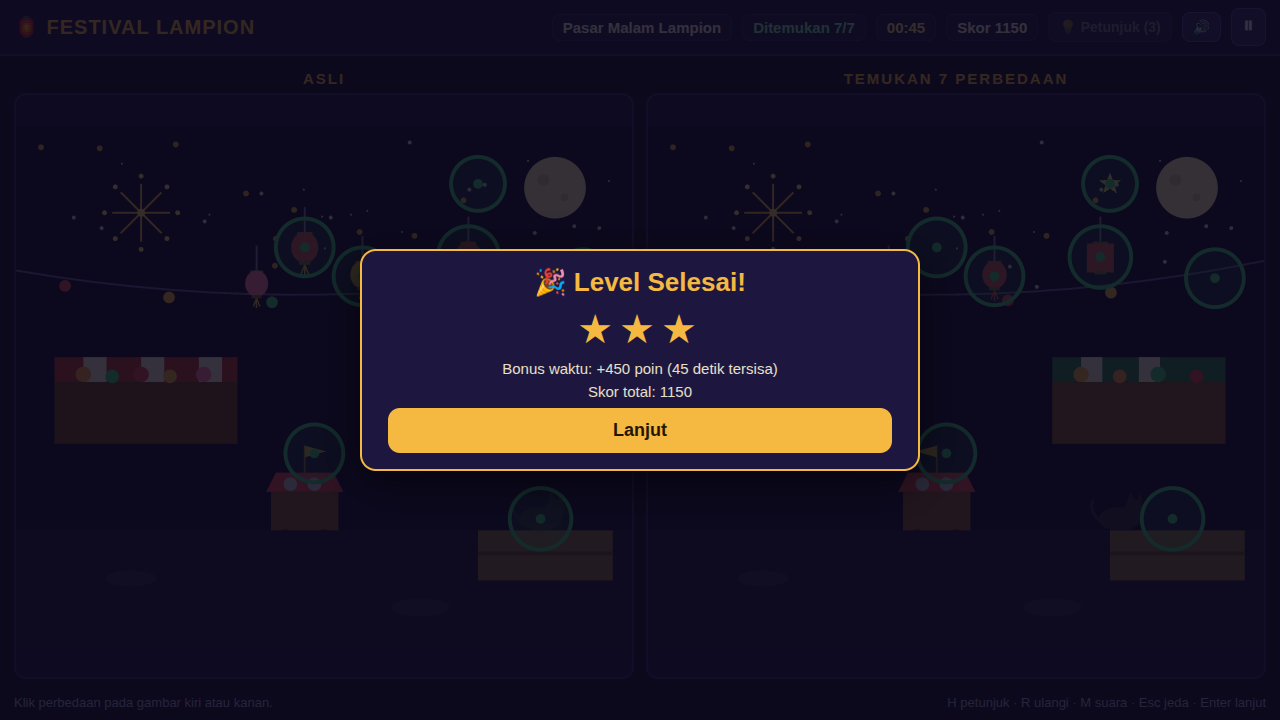 FESTIVAL LAMPION
Pasar Malam Lampion
Ditemukan 7/7
00:45
Skor 1150
Petunjuk (3)
ASLI
TEMUKAN 7 PERBEDAAN
🎉 Level Selesai!
★ ★ ★
Bonus waktu: +450 poin (45 detik tersisa)
Skor total: 1150
Lanjut
Klik perbedaan pada gambar kiri atau kanan.
H petunjuk · R ulangi · M suara · Esc jeda · Enter lanjut